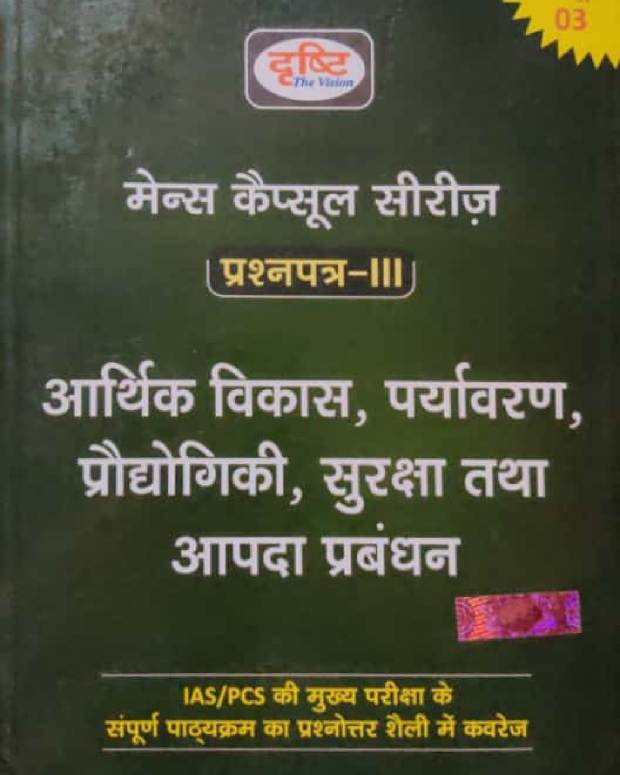 03
दृष्टि
The Vision
मेन्स कैप्सूल सीरीज़
प्रश्नपत्र–III
आर्थिक विकास, पर्यावरण,
प्रौद्योगिकी, सुरक्षा तथा
आपदा प्रबंधन
IAS/PCS की मुख्य परीक्षा के
संपूर्ण पाठ्यक्रम का प्रश्नोत्तर शैली में कवरेज